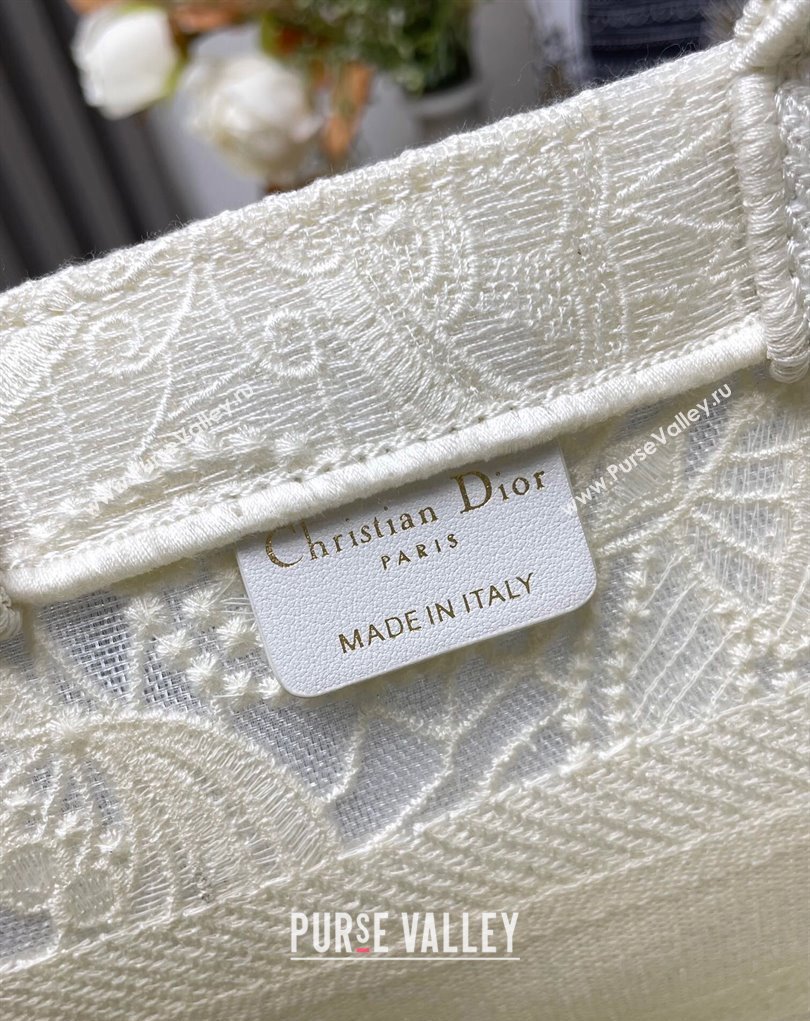 www.PurseValley.ru
www.PurseValley.ru
Christian Dior
PARIS
MADE IN ITALY
PURSE VALLEY